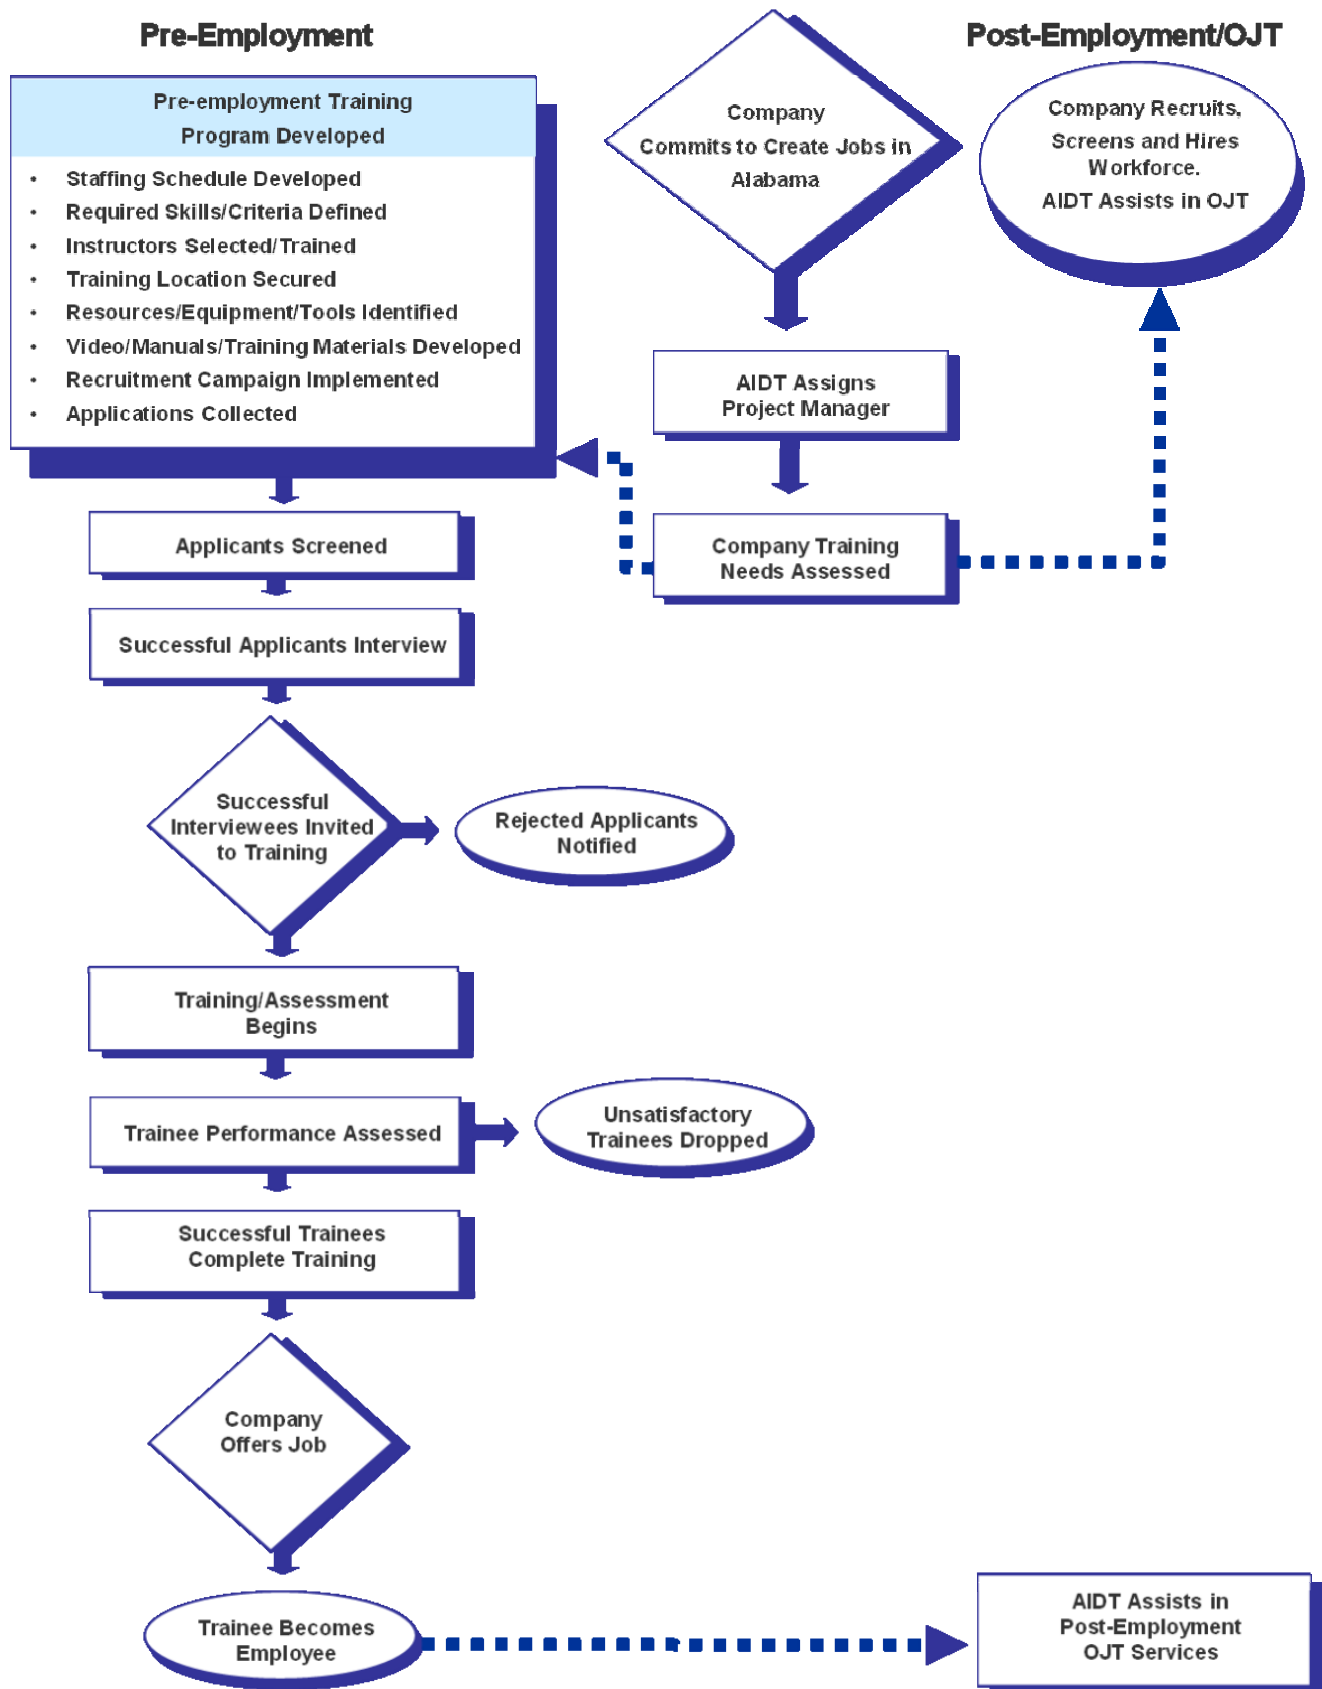 Pre-Employment
Post-Employment/OJT
Pre-employment Training
Program Developed
• Staffing Schedule Developed
• Required Skills/Criteria Defined
• Instructors Selected/Trained
• Training Location Secured
• Resources/Equipment/Tools Identified
• Video/Manuals/Training Materials Developed
• Recruitment Campaign Implemented
• Applications Collected
Company
Commits to Create Jobs in
Alabama
Company Recruits,
Screens and Hires
Workforce.
AIDT Assists in OJT
AIDT Assigns
Project Manager
Company Training
Needs Assessed
Applicants Screened
Successful Applicants Interview
Successful
Interviewees Invited
to Training
Rejected Applicants
Notified
Training/Assessment
Begins
Trainee Performance Assessed
Unsatisfactory
Trainees Dropped
Successful Trainees
Complete Training
Company
Offers Job
Trainee Becomes
Employee
AIDT Assists in
Post-Employment
OJT Services